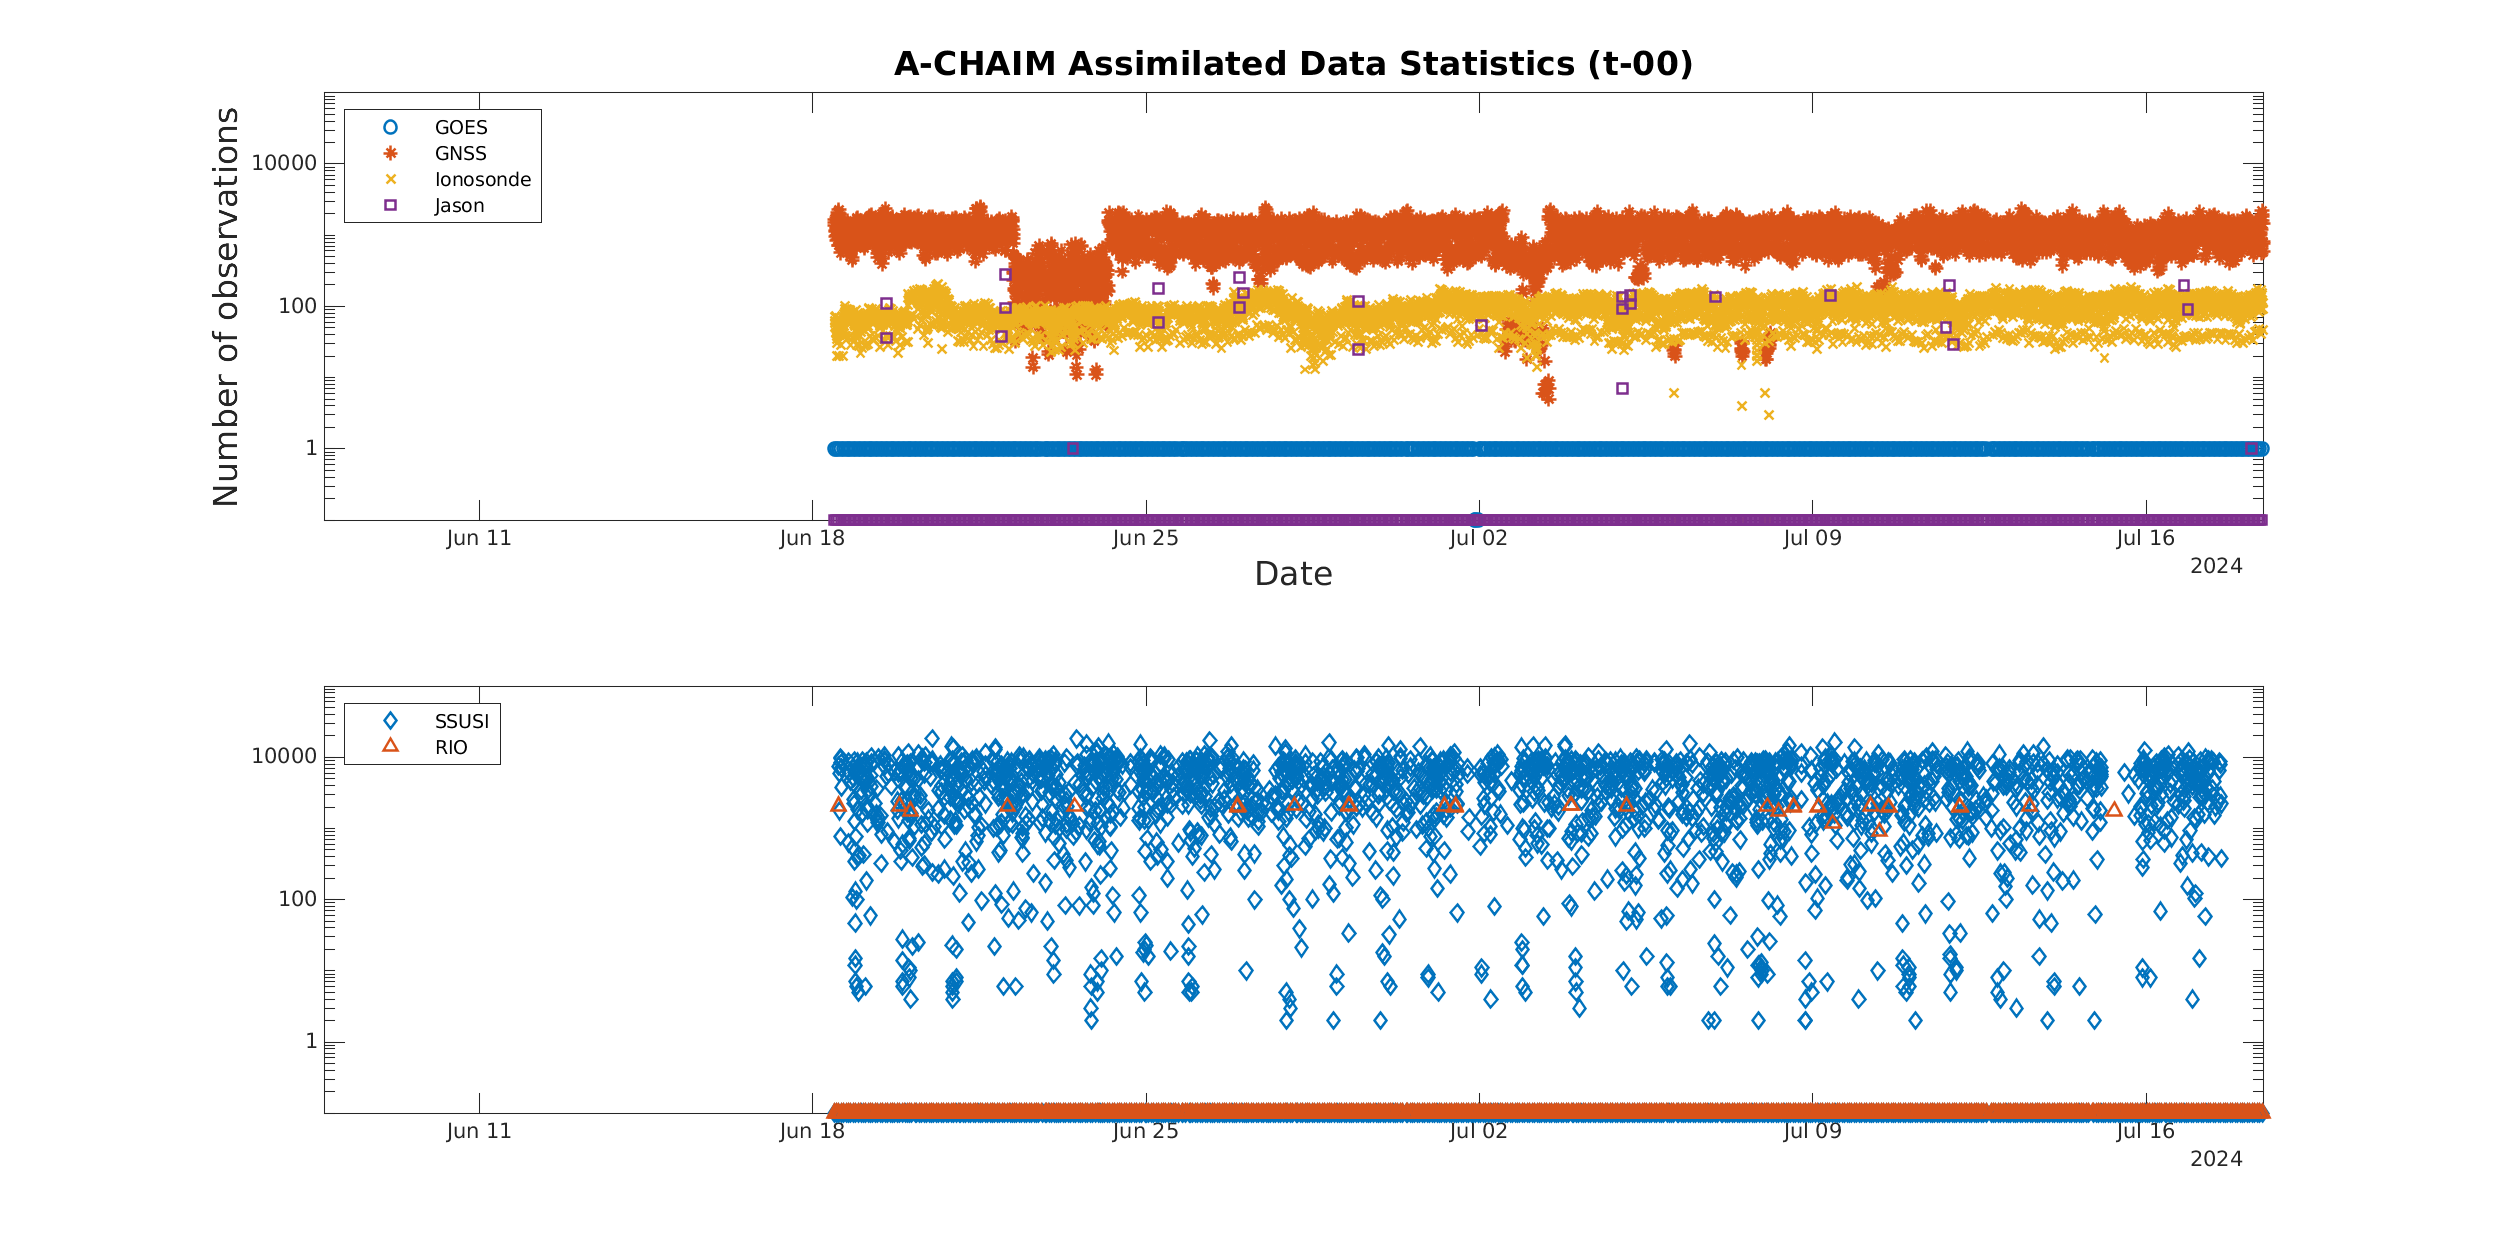 A-CHAIM Assimilated Data Statistics (t-00)
Number of observations
10000
100
1
GOES
GNSS
Ionosonde
Jason
Jun 11
Jun 18
Jun 25
Jul 02
Jul 09
Jul 16
2024
Date
10000
100
1
SSUSI
RIO
Jun 11
Jun 18
Jun 25
Jul 02
Jul 09
Jul 16
2024